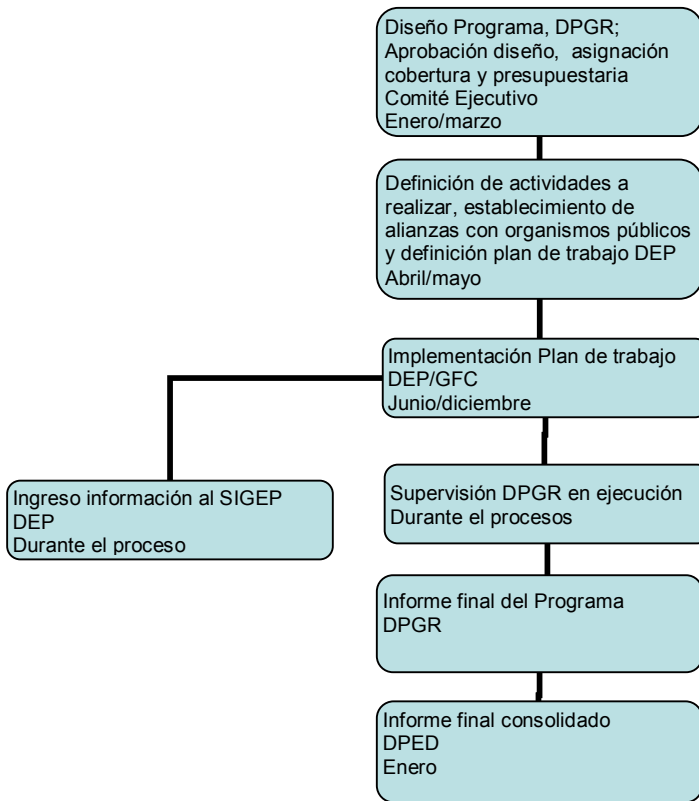 Diseño Programa, DPGR;
Aprobación diseño, asignación
cobertura y presupuestaria
Comité Ejecutivo
Enero/marzo
Definición de actividades a
realizar, establecimiento de
alianzas con organismos públicos
y definición plan de trabajo DEP
Abril/mayo
Implementación Plan de trabajo
DEP/GFC
Junio/diciembre
Ingreso información al SIGEP
DEP
Durante el proceso
Supervisión DPGR en ejecución
Durante el procesos
Informe final del Programa
DPGR
Informe final consolidado
DPED
Enero